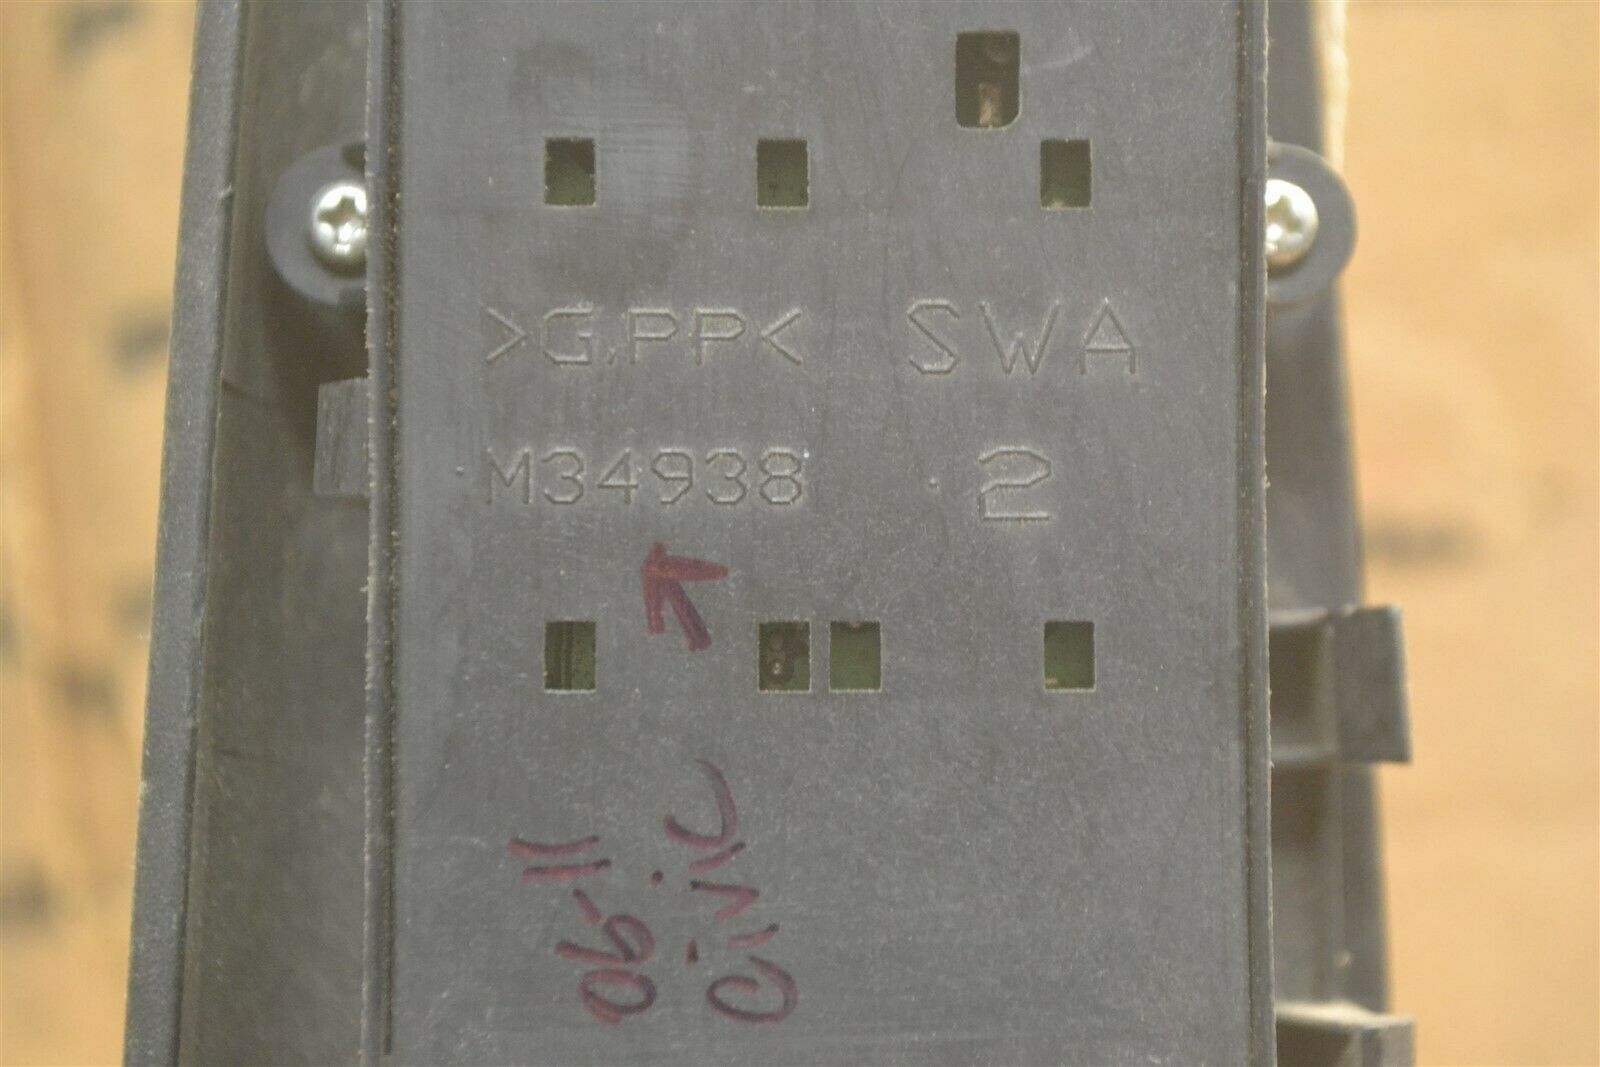 >G.PP< SWA
M34938 2
06-11
Civic